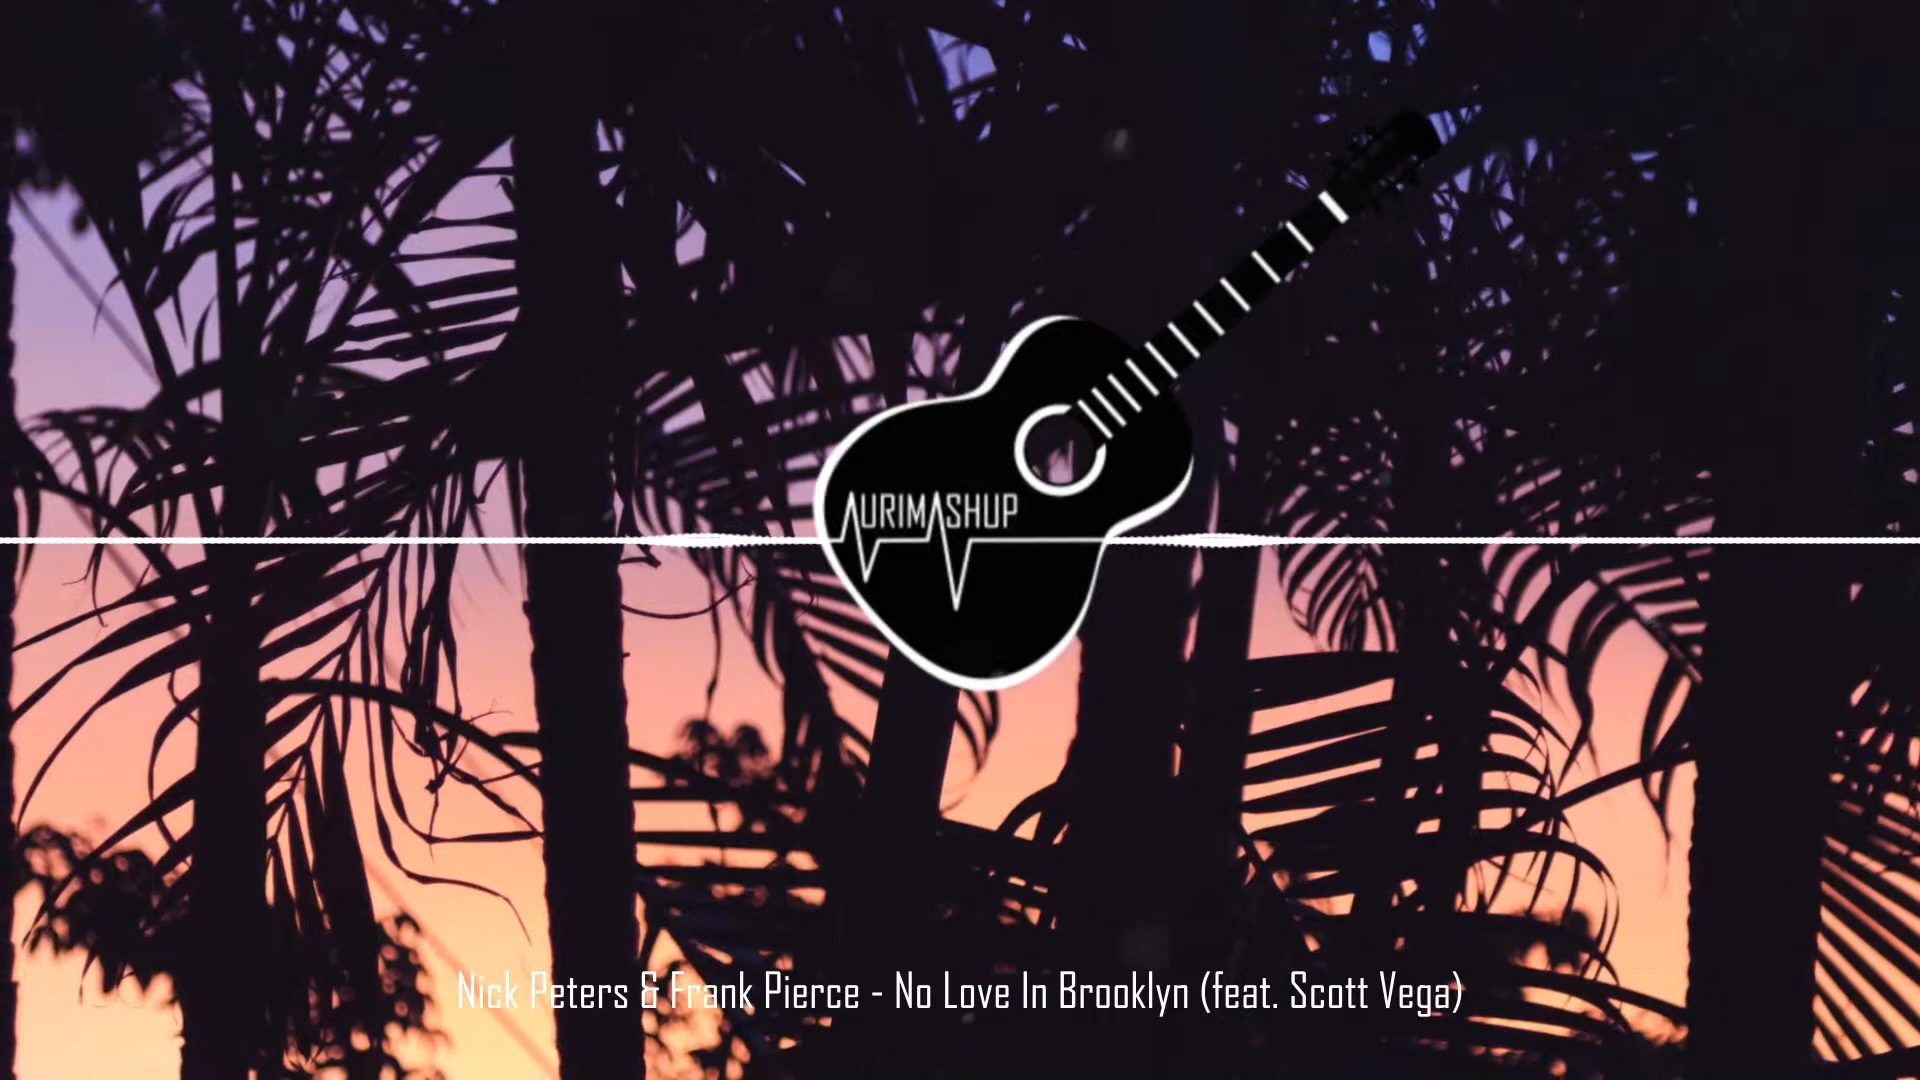 AURIMASHUP
Nick Peters & Frank Pierce - No Love In Brooklyn (feat. Scott Vega)